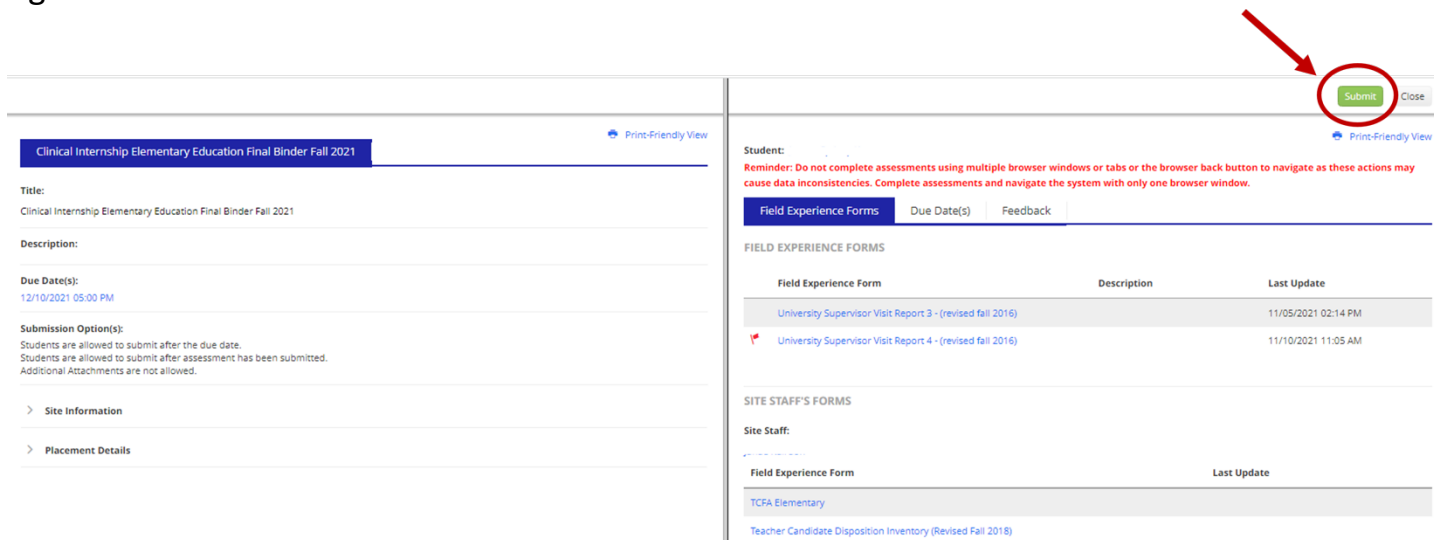 Submit Close
Print-Friendly View
Clinical Internship Elementary Education Final Binder Fall 2021
Title:
Clinical Internship Elementary Education Final Binder Fall 2021
Description:
Due Date(s):
12/10/2021 05:00 PM
Submission Option(s):
Students are allowed to submit after the due date.
Students are allowed to submit after assessment has been submitted.
Additional Attachments are not allowed.
Site Information
Placement Details
Print-Friendly View
Student:
Reminder: Do not complete assessments using multiple browser windows or tabs or the browser back button to navigate as these actions may
cause data inconsistencies. Complete assessments and navigate the system with only one browser window.
Field Experience Forms Due Date(s) Feedback
FIELD EXPERIENCE FORMS
Field Experience Form Description Last Update
University Supervisor Visit Report 3 - (revised fall 2016) 11/05/2021 02:14 PM
University Supervisor Visit Report 4 - (revised fall 2016) 11/10/2021 11:05 AM
SITE STAFF'S FORMS
Site Staff:
Field Experience Form Last Update
TCFA Elementary
Teacher Candidate Disposition Inventory (Revised Fall 2018)